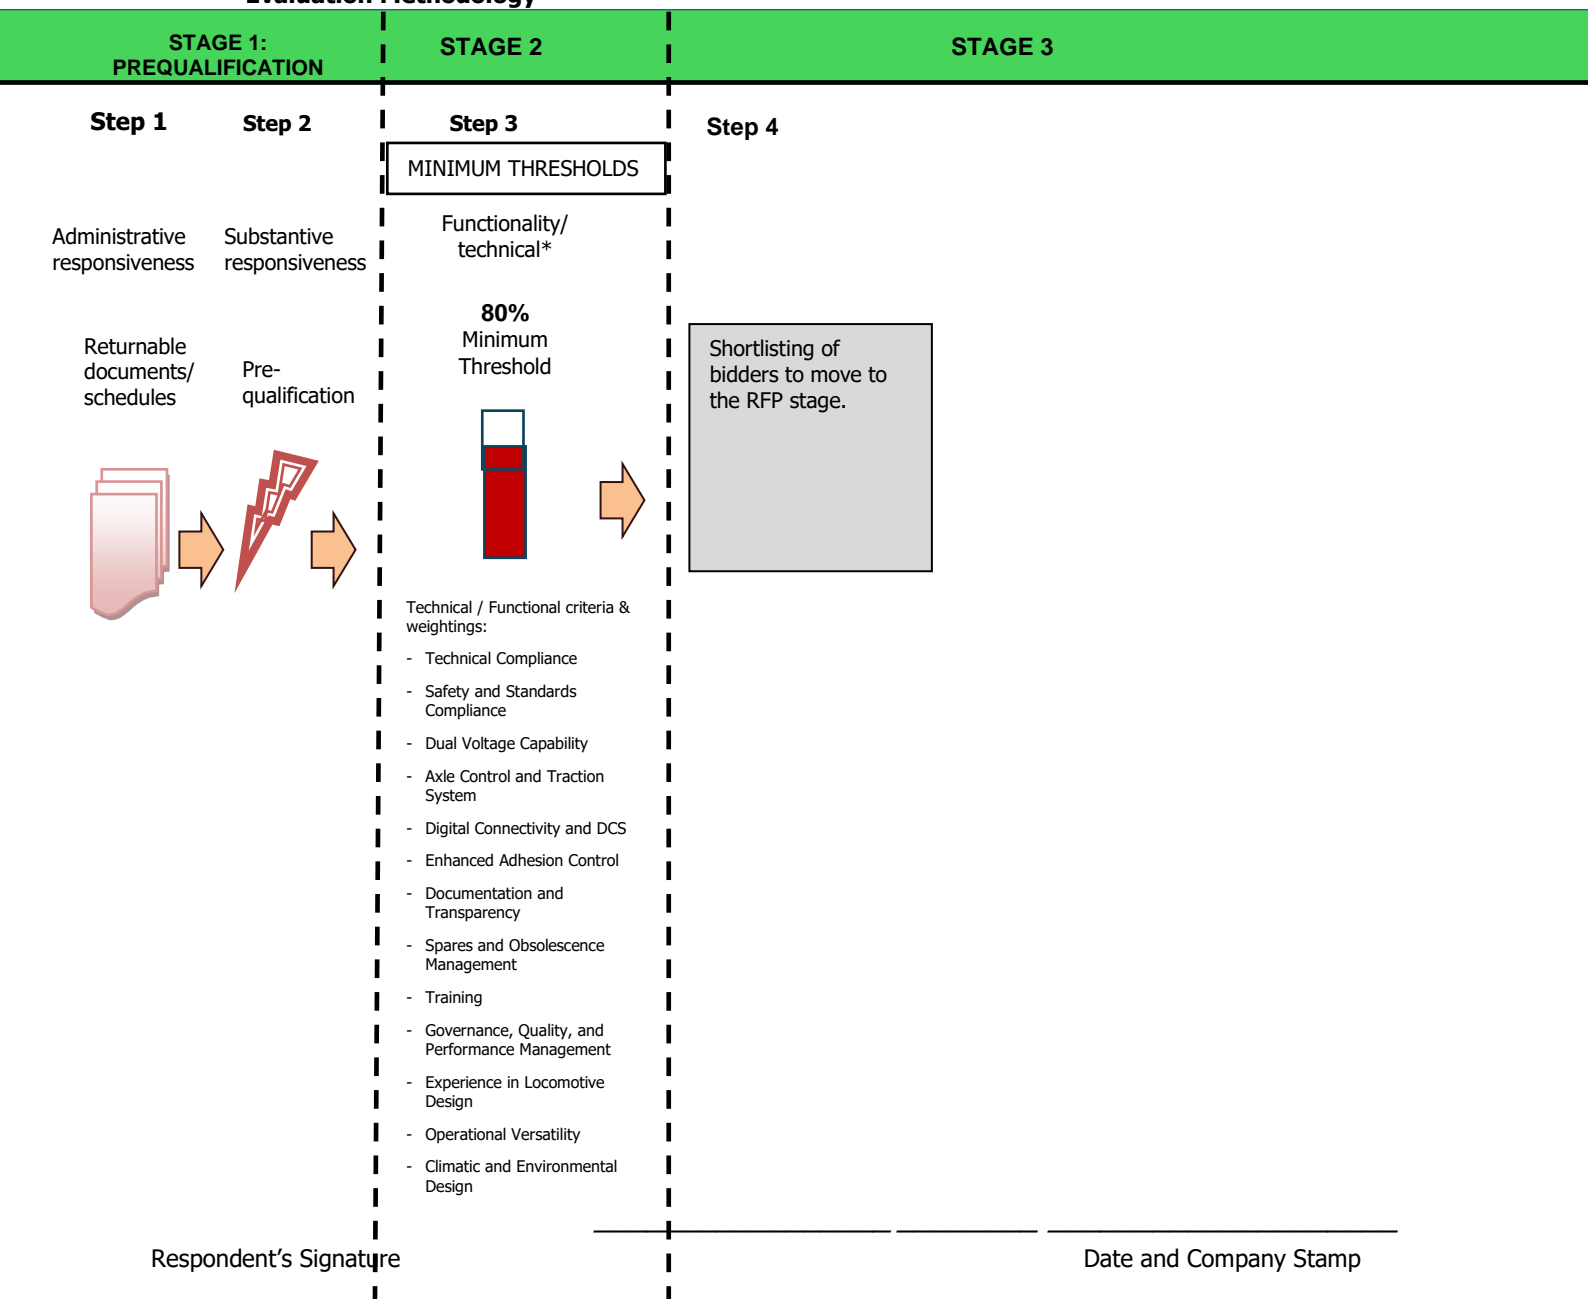 Evaluation Methodology
STAGE 1:
PREQUALIFICATION
STAGE 2
STAGE 3
Step 1
Step 2
Step 3
Step 4
MINIMUM THRESHOLDS
Administrative
responsiveness
Substantive
responsiveness
Functionality/
technical*
Returnable
documents/
schedules
Pre-
qualification
80%
Minimum
Threshold
Shortlisting of
bidders to move to
the RFP stage.
Technical / Functional criteria &
weightings:
- Technical Compliance
- Safety and Standards
Compliance
- Dual Voltage Capability
- Axle Control and Traction
System
- Digital Connectivity and DCS
- Enhanced Adhesion Control
- Documentation and
Transparency
- Spares and Obsolescence
Management
- Training
- Governance, Quality, and
Performance Management
- Experience in Locomotive
Design
- Operational Versatility
- Climatic and Environmental
Design
Respondent's Signature
Date and Company Stamp